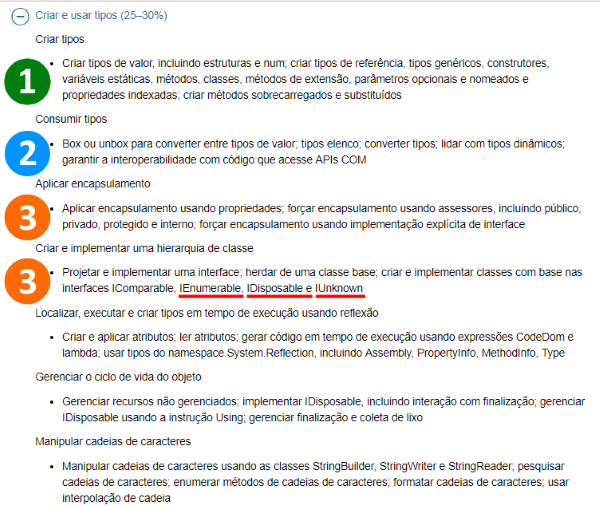 Criar e usar tipos (25–30%)
Criar tipos
1
Criar tipos de valor, incluindo estruturas e num; criar tipos de referência, tipos genéricos, construtores,
variáveis estáticas, métodos, classes, métodos de extensão, parâmetros opcionais e nomeados e
propriedades indexadas; criar métodos sobrecarregados e substituídos
Consumir tipos
2
Box ou unbox para converter entre tipos de valor; tipos elenco; converter tipos; lidar com tipos dinâmicos;
garantir a interoperabilidade com código que acesse APIs COM
Aplicar encapsulamento
3
Aplicar encapsulamento usando propriedades; forçar encapsulamento usando assessores, incluindo público,
privado, protegido e interno; forçar encapsulamento usando implementação explícita de interface
Criar e implementar uma hierarquia de classe
3
Projetar e implementar uma interface; herdar de uma classe base; criar e implementar classes com base nas
interfaces IComparable, IEnumerable, IDisposable e IUnknown
Localizar, executar e criar tipos em tempo de execução usando reflexão
Criar e aplicar atributos; ler atributos; gerar código em tempo de execução usando expressões CodeDom e
lambda; usar tipos do namespace System.Reflection, incluindo Assembly, PropertyInfo, MethodInfo, Type
Gerenciar o ciclo de vida do objeto
Gerenciar recursos não gerenciados; implementar IDisposable, incluindo interação com finalização; gerenciar
IDisposable usando a instrução Using; gerenciar finalização e coleta de lixo
Manipular cadeias de caracteres
Manipular cadeias de caracteres usando as classes StringBuilder, StringWriter e StringReader; pesquisar
cadeias de caracteres; enumerar métodos de cadeias de caracteres; formatar cadeias de caracteres; usar
interpolação de cadeia